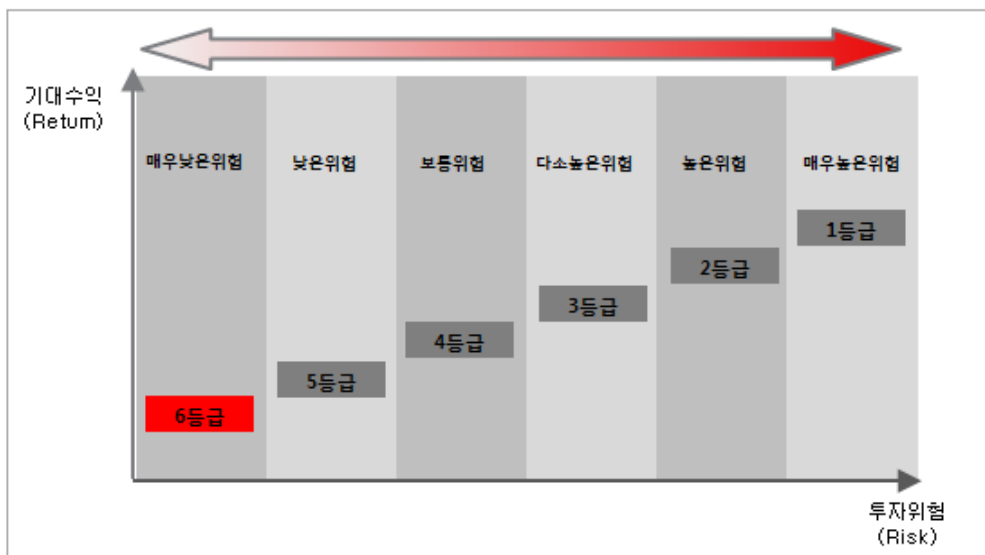 기대수익
(Return)
매우낮은위험
낮은위험
보통위험
다소높은위험
높은위험
매우높은위험
1등급
2등급
3등급
4등급
5등급
6등급
투자위험
(Risk)